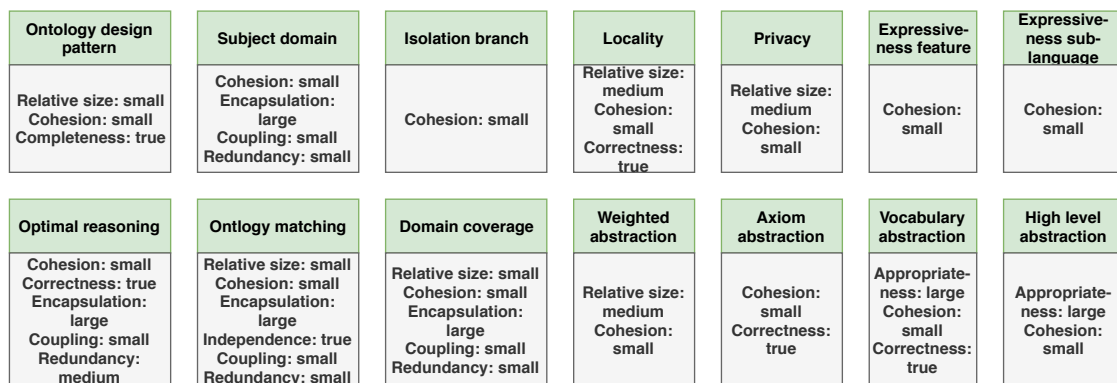 Ontology design
pattern
Relative size: small
Cohesion: small
Completeness: true
Subject domain
Cohesion: small
Encapsulation:
large
Coupling: small
Redundancy: small
Isolation branch
Cohesion: small
Locality
Relative size:
medium
Cohesion:
small
Correctness:
true
Privacy
Relative size:
medium
Cohesion:
small
Expressive-
ness feature
Cohesion:
small
Expressive-
ness sub-
language
Cohesion:
small
Optimal reasoning
Cohesion: small
Correctness: true
Encapsulation:
large
Coupling: small
Redundancy:
medium
Ontlogy matching
Relative size: small
Cohesion: small
Encapsulation:
large
Independence: true
Coupling: small
Redundancy: small
Domain coverage
Relative size: small
Cohesion: small
Encapsulation:
large
Coupling: small
Redundancy: small
Weighted
abstraction
Relative size:
medium
Cohesion:
small
Axiom
abstraction
Cohesion:
small
Correctness:
true
Vocabulary
abstraction
Appropriate-
ness: large
Cohesion:
small
Correctness:
true
High level
abstraction
Appropriate-
ness: large
Cohesion:
small